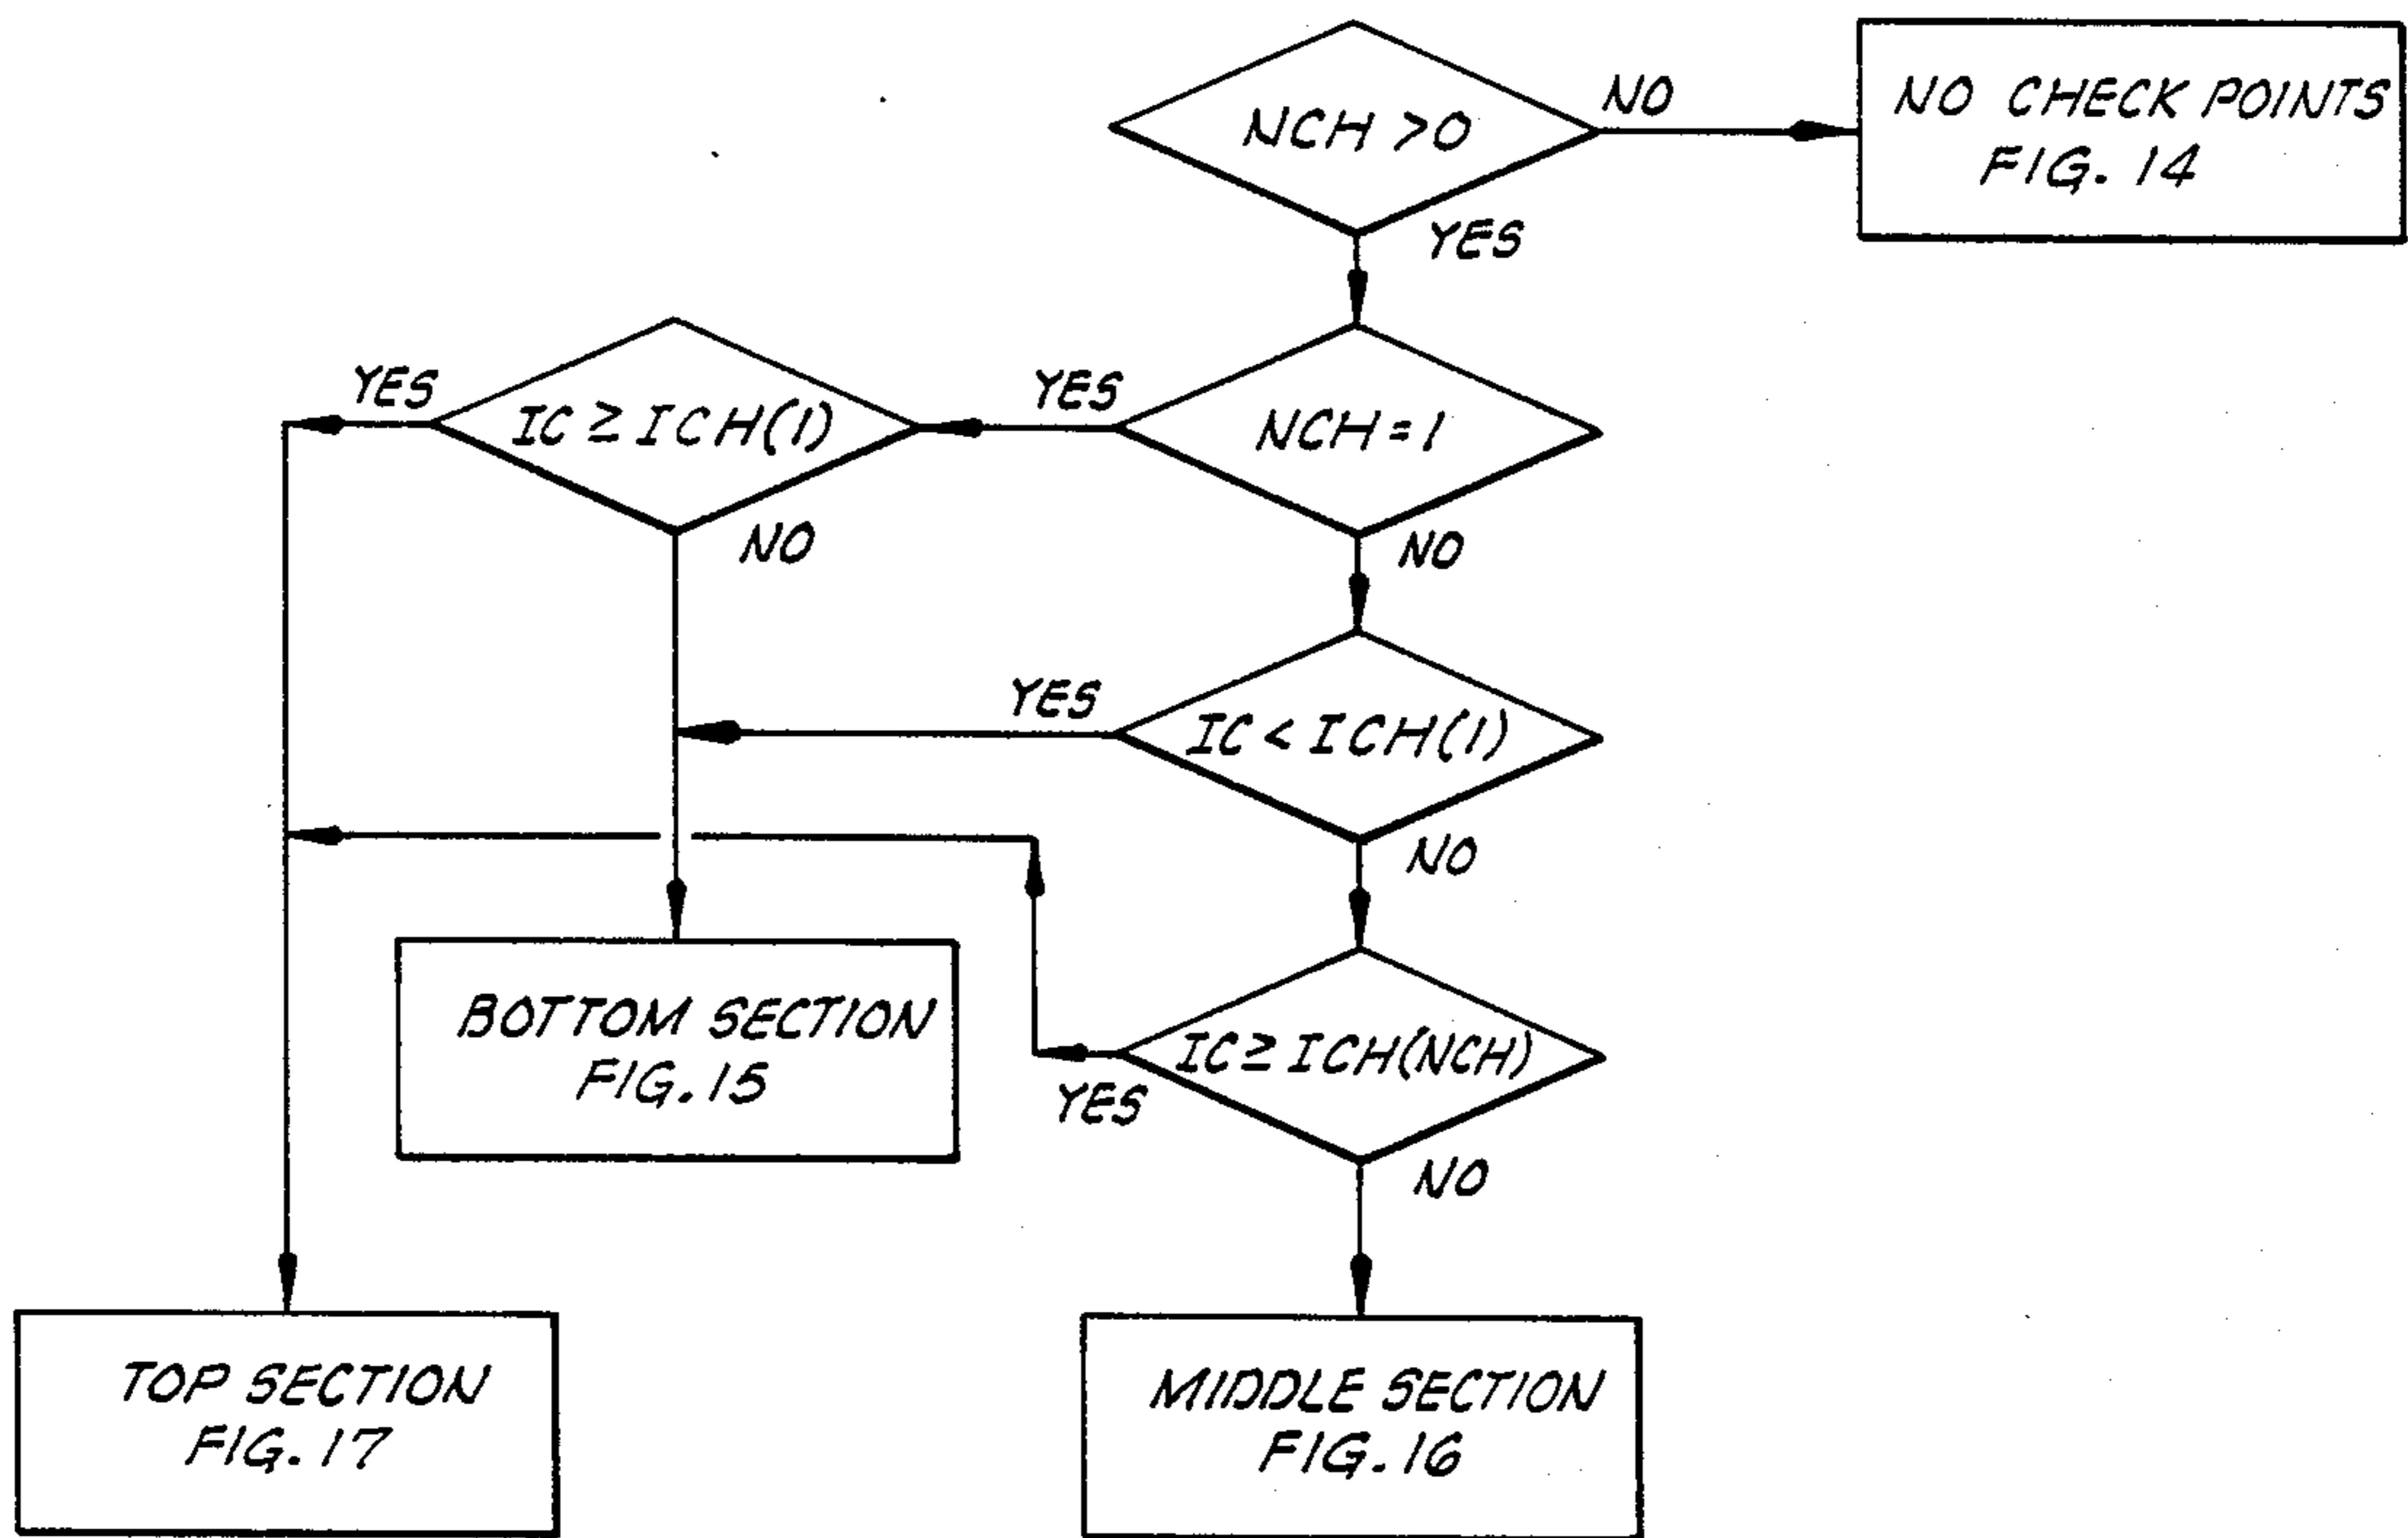 NCH >0
NO
NO CHECK POINTS
FIG. 14
YES
YES
IC ≥ ICH(1)
YES
NCH = 1
NO
NO
YES
IC < ICH(1)
NO
BOTTOM SECTION
FIG. 15
IC ≥ ICH(NCH)
YES
NO
TOP SECTION
FIG. 17
MIDDLE SECTION
FIG. 16